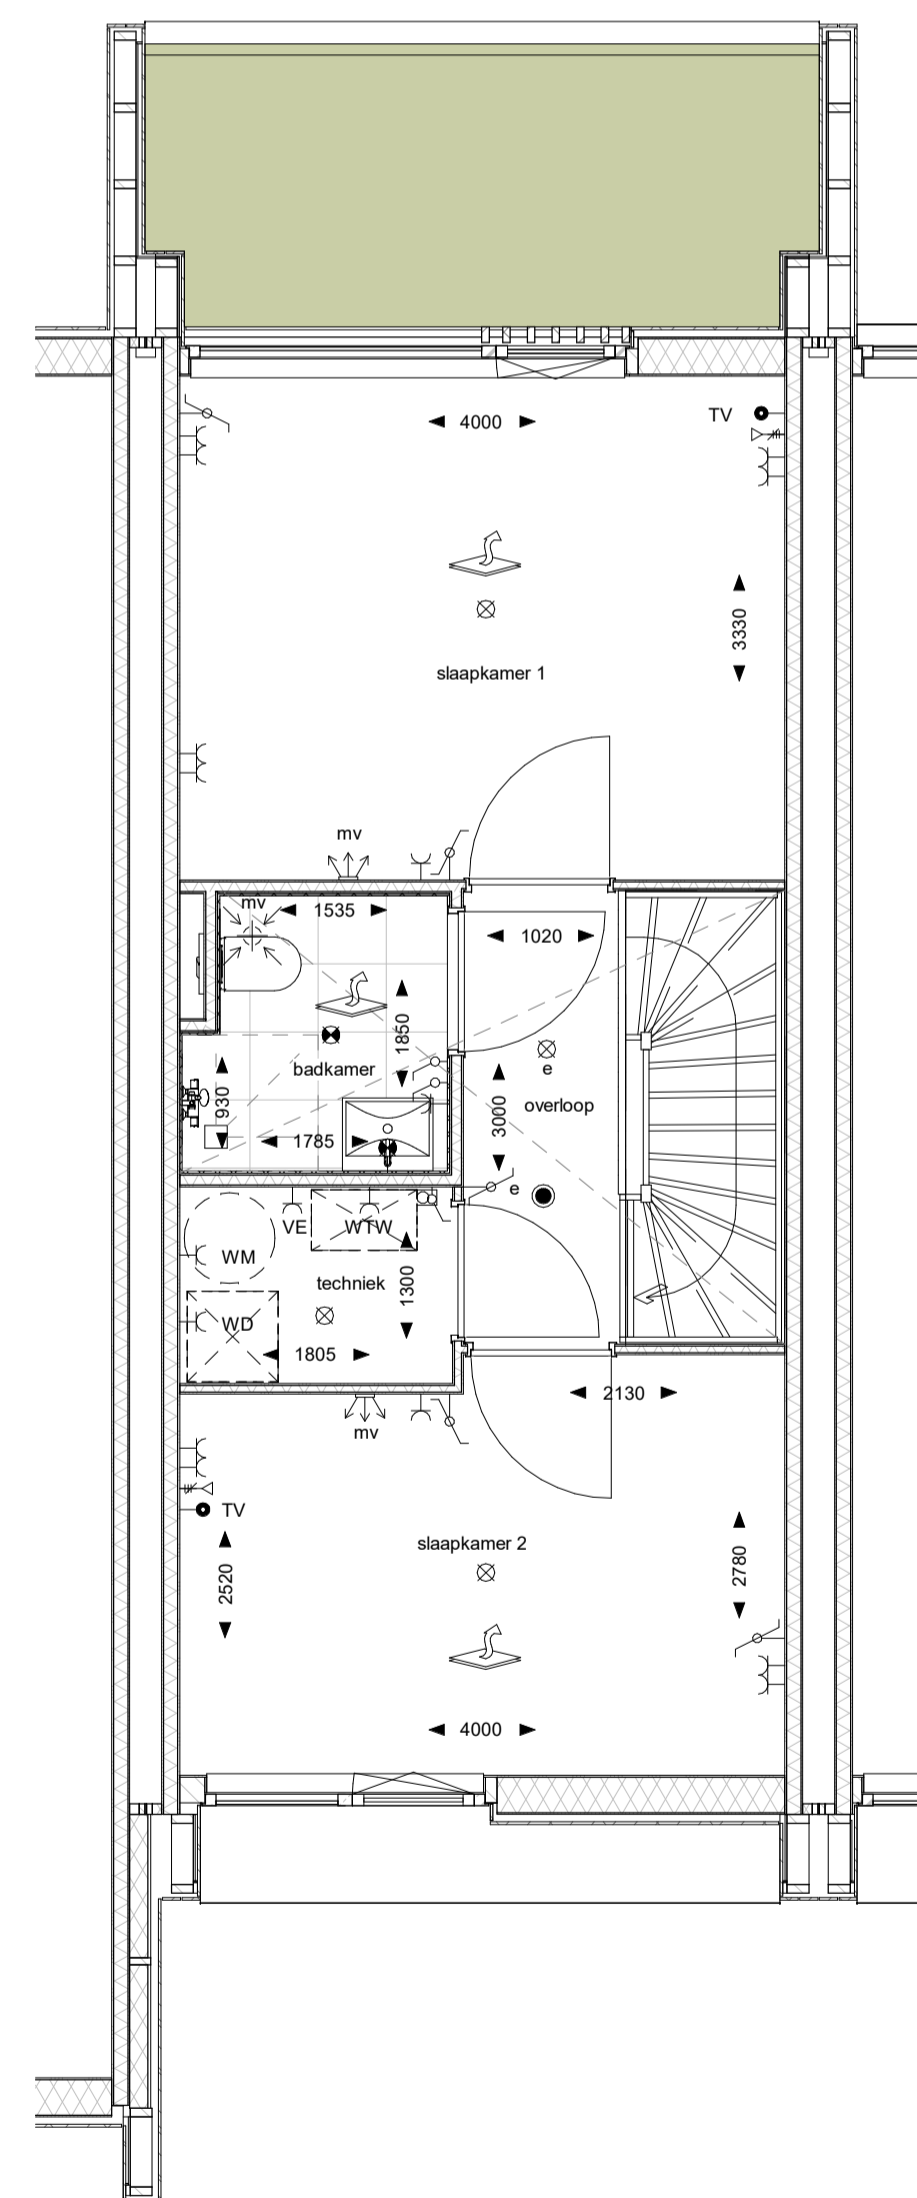 4000
TV
3330
slaapkamer 1
mv
mv
1535
1020
1850
badkamer
930
1785
e
overloop
3000
e
VE
WTW
WM
techniek
1300
WD
1805
2130
mv
TV
slaapkamer 2
2520
2780
4000